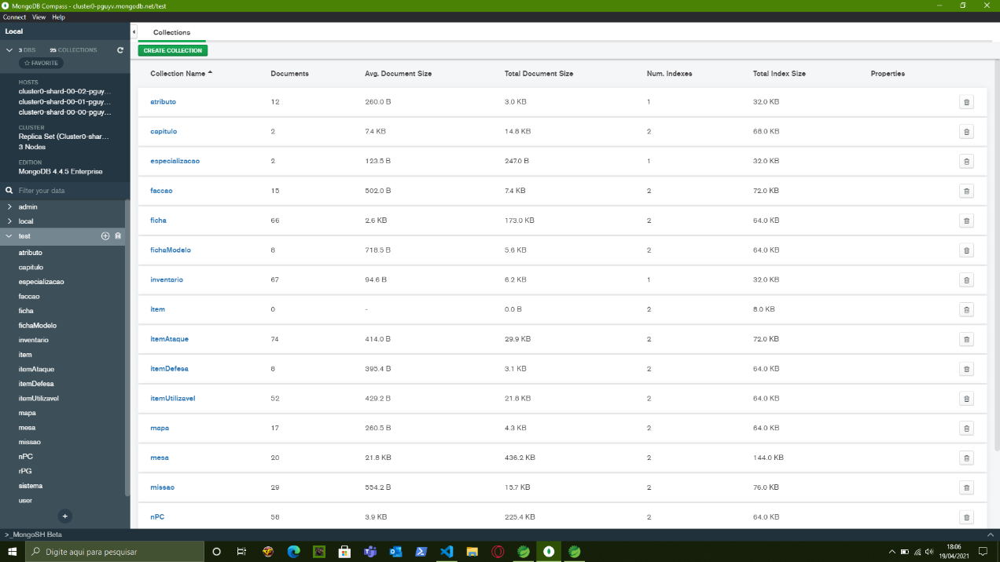 MongoDB Compass - cluster0-pguyv.mongodb.net/test
Connect View Help
Local
3 DBS 25 COLLECTIONS
☆ FAVORITE
HOSTS
cluster0-shard-00-02-pguy...
cluster0-shard-00-01-pguy...
cluster0-shard-00-00-pguy...
CLUSTER
Replica Set (Cluster0-shar...
3 Nodes
EDITION
MongoDB 4.4.5 Enterprise
Filter your data
admin
local
test
atributo
capitulo
especializacao
faccao
ficha
fichaModelo
inventario
item
itemAtaque
itemDefesa
itemUtilizavel
mapa
mesa
missao
nPC
rPG
sistema
user
Collections
CREATE COLLECTION
Collection Name Documents Avg. Document Size Total Document Size Num. Indexes Total Index Size Properties
atributo 12 260.0 B 3.0 KB 1 32.0 KB
capitulo 2 7.4 KB 14.8 KB 2 68.0 KB
especializacao 2 123.5 B 247.0 B 1 32.0 KB
faccao 15 502.0 B 7.4 KB 2 72.0 KB
ficha 66 2.6 KB 173.0 KB 2 64.0 KB
fichaModelo 8 718.5 B 5.6 KB 2 64.0 KB
inventario 67 94.6 B 6.2 KB 1 32.0 KB
item 0 - 0.0 B 2 8.0 KB
itemAtaque 74 414.0 B 29.9 KB 2 72.0 KB
itemDefesa 8 395.4 B 3.1 KB 2 64.0 KB
itemUtilizavel 52 429.2 B 21.8 KB 2 64.0 KB
mapa 17 260.5 B 4.3 KB 2 64.0 KB
mesa 20 21.8 KB 436.2 KB 2 144.0 KB
missao 29 554.2 B 15.7 KB 2 76.0 KB
nPC 58 3.9 KB 225.4 KB 2 64.0 KB
>_MongoSH Beta
Digite aqui para pesquisar
18:06
19/04/2021